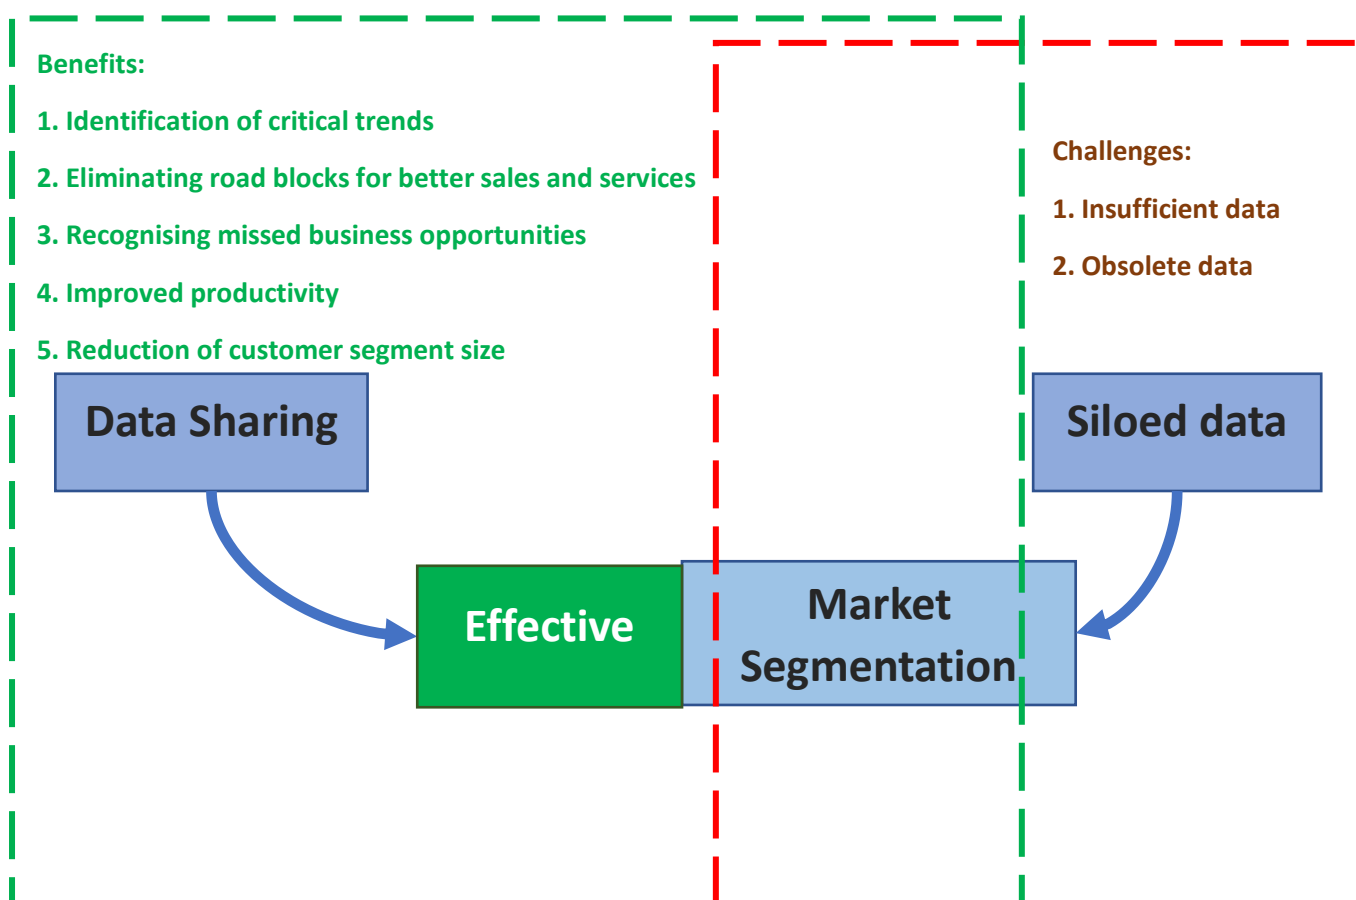 Benefits:
1. Identification of critical trends
2. Eliminating road blocks for better sales and services
3. Recognising missed business opportunities
4. Improved productivity
5. Reduction of customer segment size
Challenges:
1. Insufficient data
2. Obsolete data
Data Sharing
Siloed data
Effective
Market
Segmentation